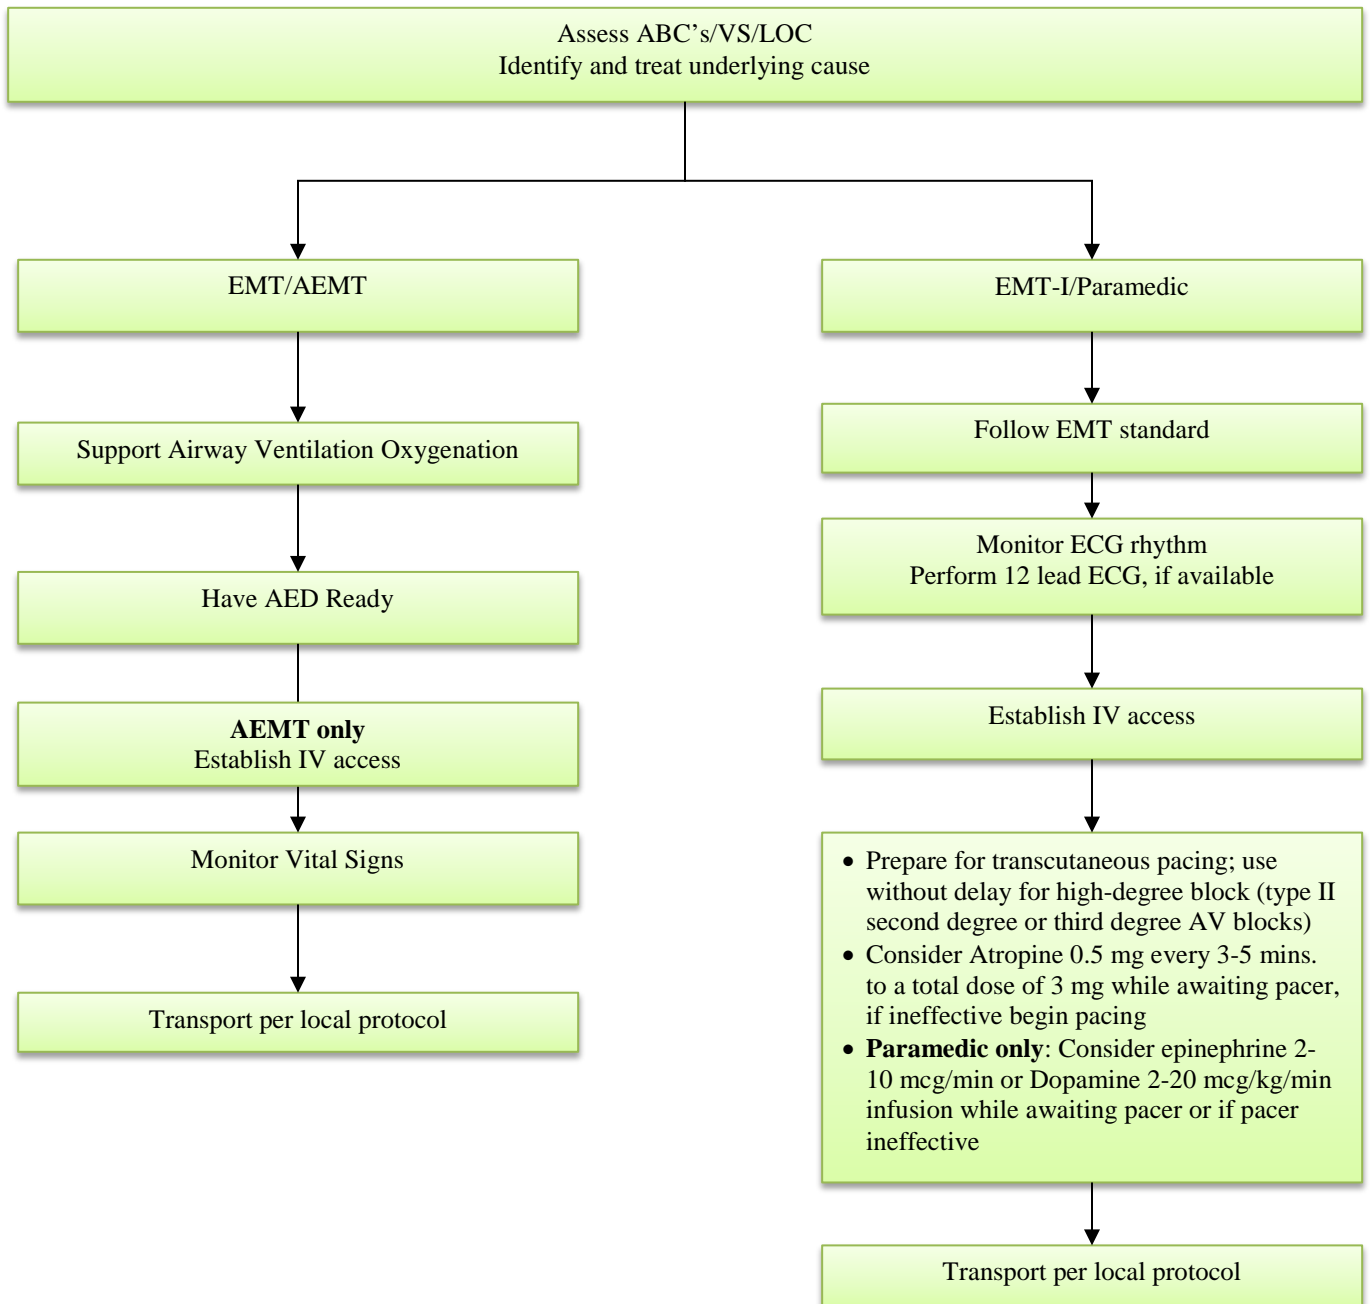 Assess ABC’s/VS/LOC
Identify and treat underlying cause
EMT/AEMT
Support Airway Ventilation Oxygenation
Have AED Ready
AEMT only
Establish IV access
Monitor Vital Signs
Transport per local protocol
EMT-I/Paramedic
Follow EMT standard
Monitor ECG rhythm
Perform 12 lead ECG, if available
Establish IV access
• Prepare for transcutaneous pacing; use
without delay for high-degree block (type II
second degree or third degree AV blocks)
• Consider Atropine 0.5 mg every 3-5 mins.
to a total dose of 3 mg while awaiting pacer,
if ineffective begin pacing
• Paramedic only: Consider epinephrine 2-
10 mcg/min or Dopamine 2-20 mcg/kg/min
infusion while awaiting pacer or if pacer
ineffective
Transport per local protocol